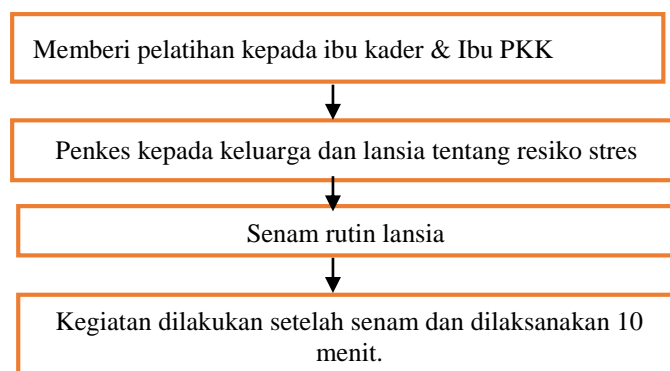 Memberi pelatihan kepada ibu kader & Ibu PKK
Penkes kepada keluarga dan lansia tentang resiko stres
Senam rutin lansia
Kegiatan dilakukan setelah senam dan dilaksanakan 10
menit.